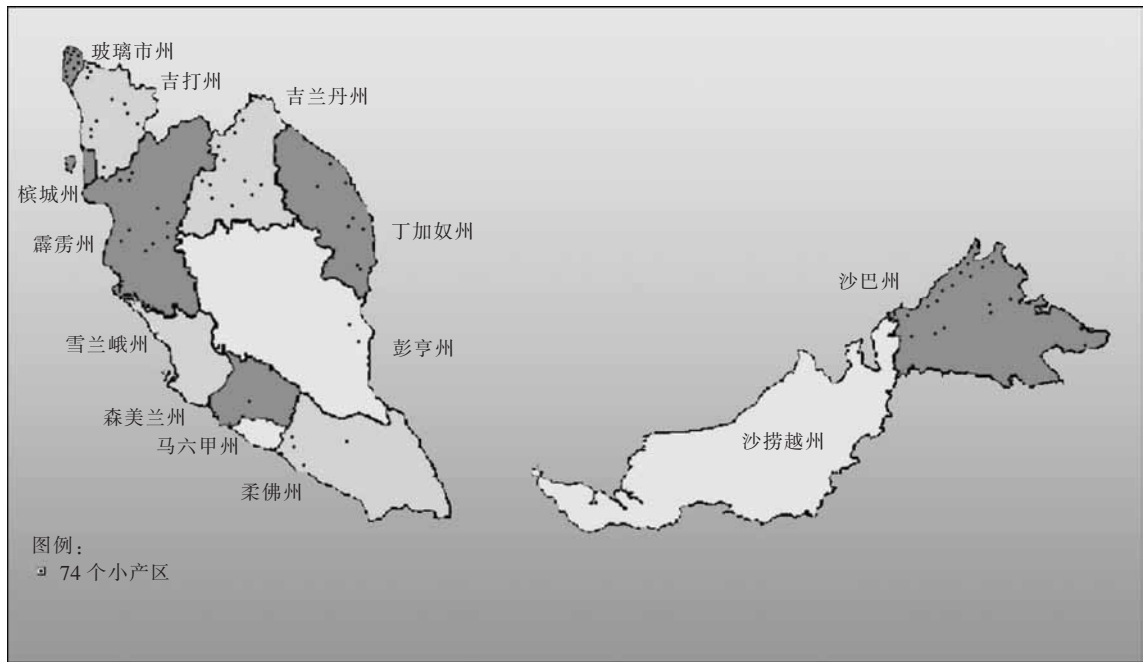 玻璃市州
吉打州
吉兰丹州
槟城州
霹雳州
丁加奴州
沙巴州
雪兰峨州
彭亨州
森美兰州
马六甲州
沙捞越州
柔佛州
图例：
74 个小产区